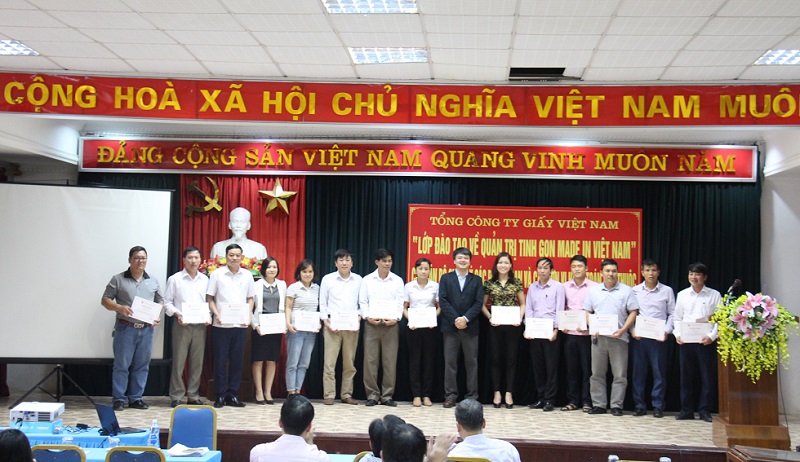 CỘNG HOÀ XÃ HỘI CHỦ NGHĨA VIỆT NAM MUÔN
ĐẢNG CỘNG SẢN VIỆT NAM QUANG VINH MUÔN NĂM
TỔNG CÔNG TY GIẤY VIỆT NAM
"LỚP ĐÀO TẠO VỀ QUẢN TRỊ TINH GỌN MADE IN VIỆT NAM"